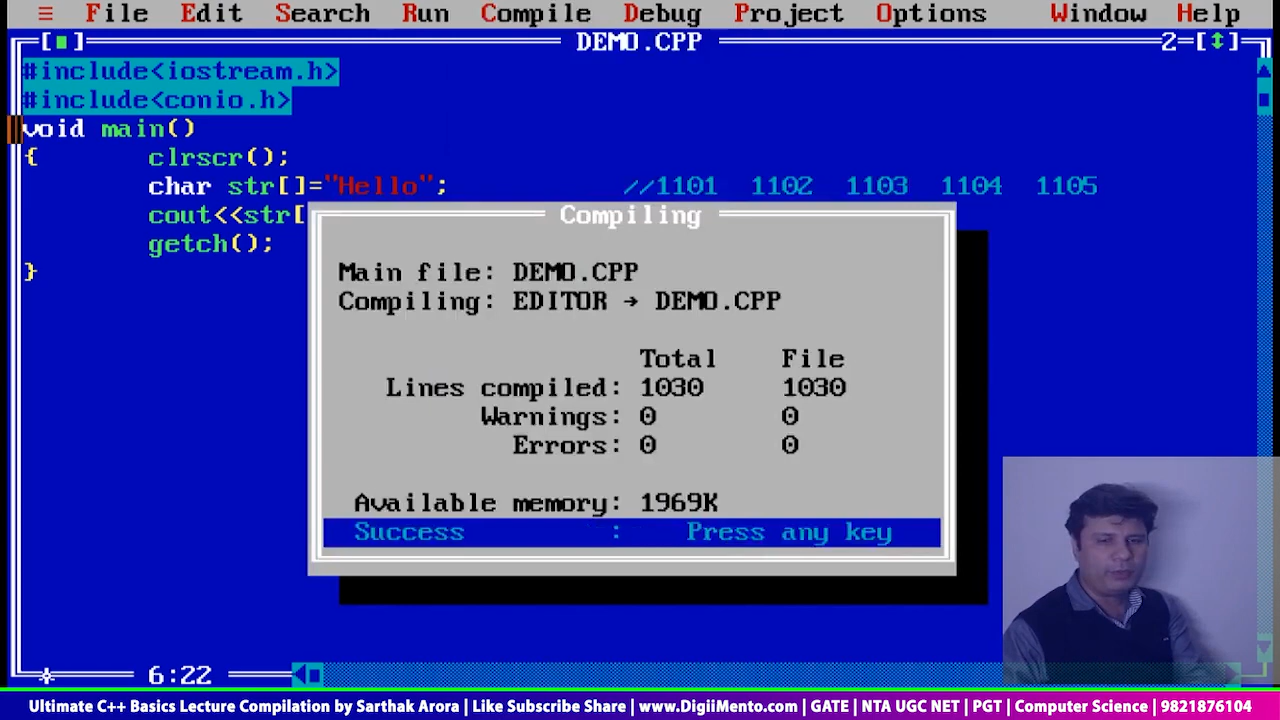 ≡ File Edit Search Run Compile Debug Project Options Window Help
[■] DEMO.CPP 2=[↕]
#include<iostream.h>
#include<conio.h>
void main()
{ clrscr();
char str[]="Hello"; //1101 1102 1103 1104 1105
cout<<str[
getch();
}
Compiling
Main file: DEMO.CPP
Compiling: EDITOR → DEMO.CPP
Total File
Lines compiled: 1030 1030
Warnings: 0 0
Errors: 0 0
Available memory: 1969K
Success : Press any key
6:22
Ultimate C++ Basics Lecture Compilation by Sarthak Arora | Like Subscribe Share | www.DigiiMento.com | GATE | NTA UGC NET | PGT | Computer Science | 9821876104